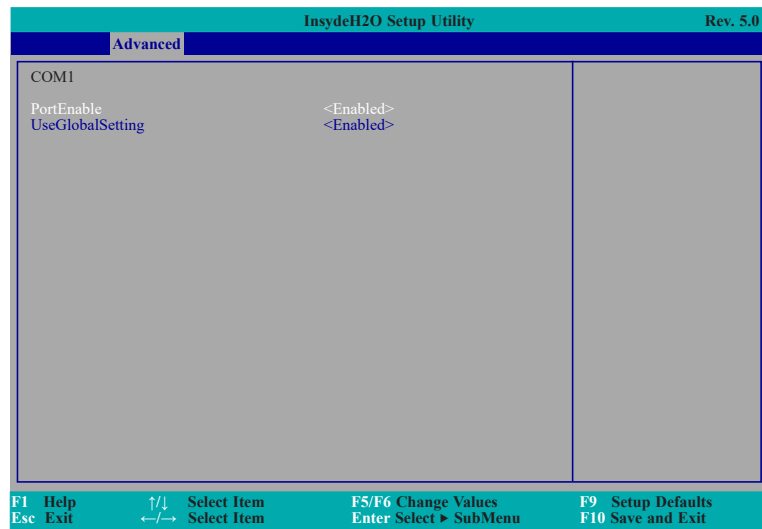 InsydeH2O Setup Utility Rev. 5.0
Advanced
COM1
PortEnable <Enabled>
UseGlobalSetting <Enabled>
F1 Help ↑/↓ Select Item F5/F6 Change Values F9 Setup Defaults
Esc Exit ←/→ Select Item Enter Select ► SubMenu F10 Save and Exit